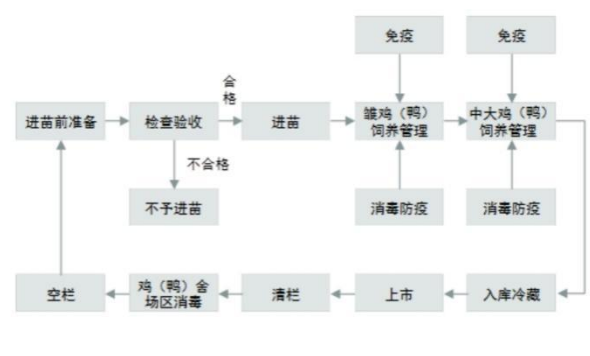 免疫
免疫
合
格
进苗前准备
检查验收
进苗
雏鸡（鸭）
饲养管理
中大鸡（鸭）
饲养管理
不合格
不予进苗
消毒防疫
消毒防疫
空栏
鸡（鸭）舍
场区消毒
清栏
上市
入库冷藏